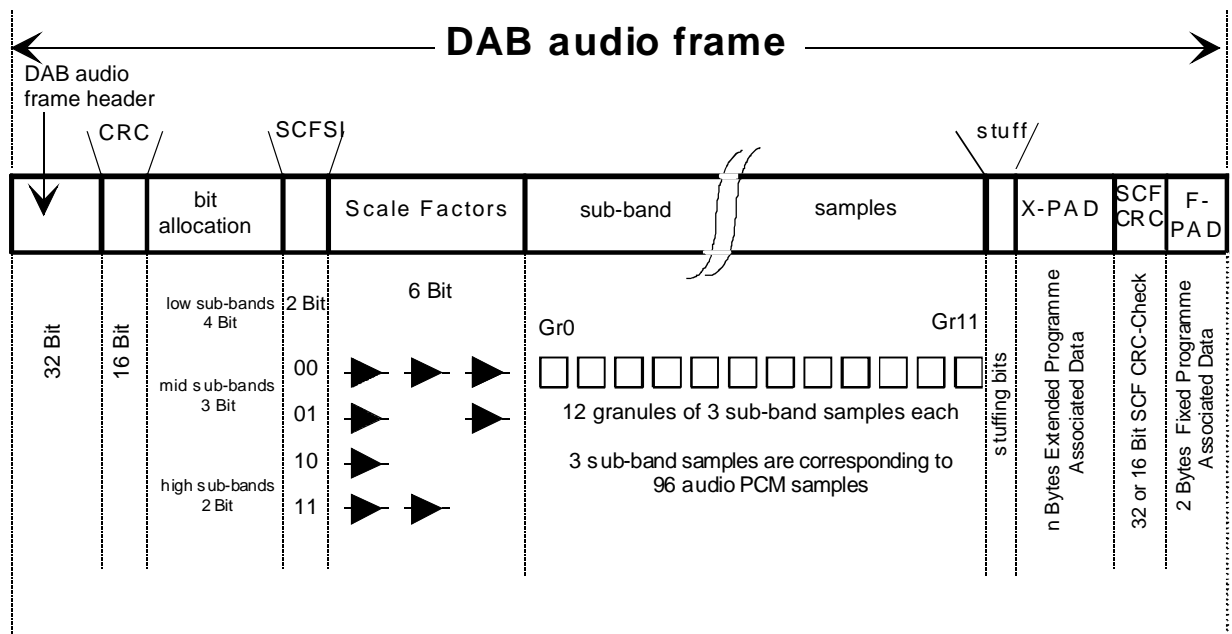 DAB audio frame
DAB audio
frame header
CRC
SCFSI
stuff
bit
allocation
Scale Factors
sub-band
samples
X-PAD
SCF
CRC
F-
PAD
32 Bit
16 Bit
low sub-bands
4 Bit
mid sub-bands
3 Bit
high sub-bands
2 Bit
2 Bit
00
01
10
11
6 Bit
Gr0
Gr11
12 granules of 3 sub-band samples each
3 sub-band samples are corresponding to
96 audio PCM samples
stuffing bits
n Bytes Extended Programme
Associated Data
32 or 16 Bit SCF CRC-Check
2 Bytes Fixed Programme
Associated Data